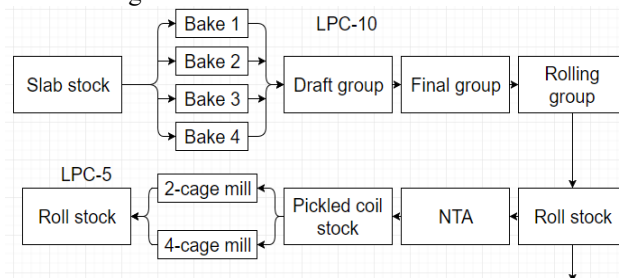 Bake 1
LPC-10
Bake 2
Slab stock
Draft group
Final group
Rolling
group
Bake 3
Bake 4
LPC-5
2-cage mill
Roll stock
Pickled coil
stock
NTA
Roll stock
4-cage mill